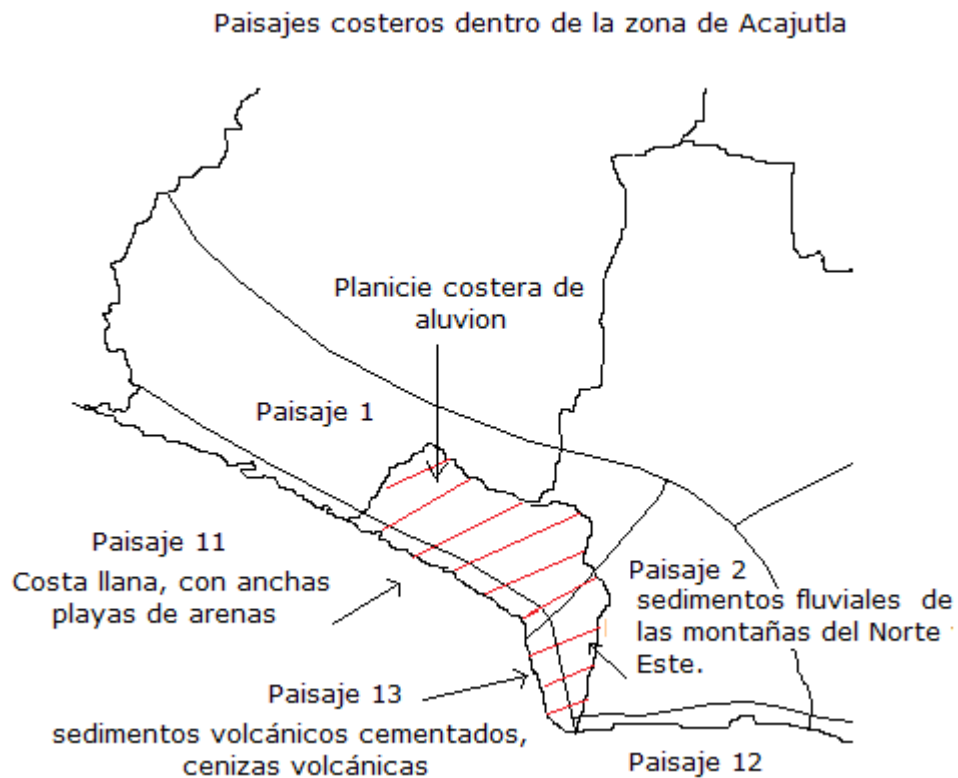 Paisajes costeros dentro de la zona de Acajutla
Planicie costera de
aluvion
Paisaje 1
Paisaje 11
Costa llana, con anchas
playas de arenas
Paisaje 2
sedimentos fluviales de
las montañas del Norte
Este.
Paisaje 13
sedimentos volcánicos cementados,
cenizas volcánicas
Paisaje 12